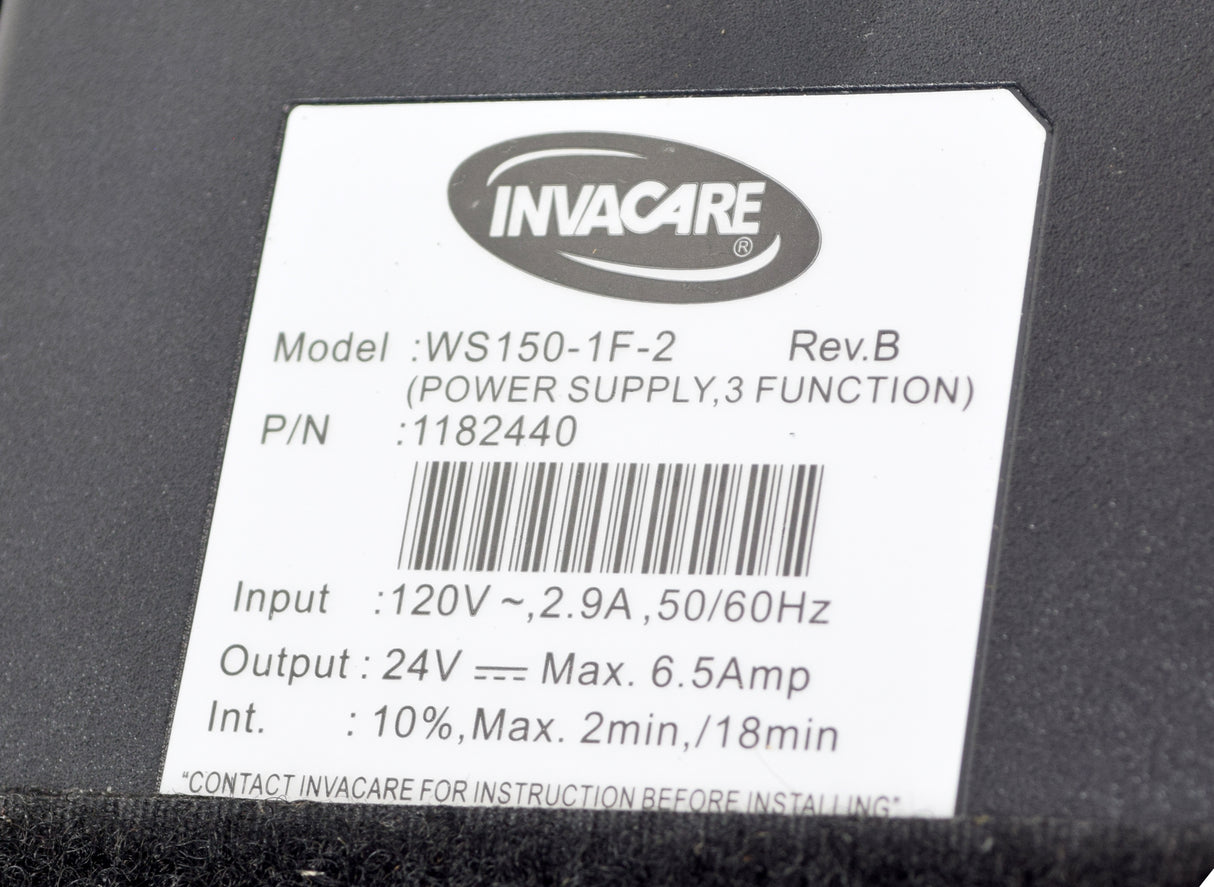 INVACARE
®
Model :WS150-1F-2 Rev.B
(POWER SUPPLY,3 FUNCTION)
P/N :1182440
Input :120V ~,2.9A ,50/60Hz
Output : 24V ⎓ Max. 6.5Amp
Int. : 10%,Max. 2min,/18min
"CONTACT INVACARE FOR INSTRUCTION BEFORE INSTALLING"